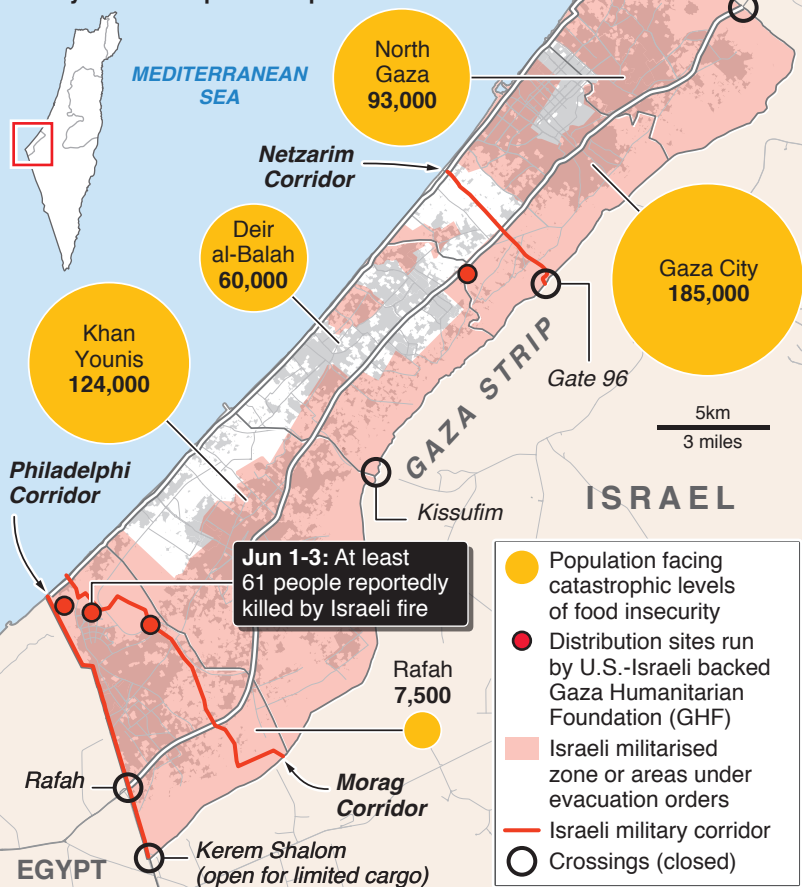 MEDITERRANEAN
SEA
North
Gaza
93,000
Netzarim
Corridor
Deir
al-Balah
60,000
Gaza City
185,000
Khan
Younis
124,000
Gate 96
GAZA STRIP
5km
3 miles
Philadelphi
Corridor
Kissufim
ISRAEL
Jun 1-3: At least
61 people reportedly
killed by Israeli fire
Rafah
7,500
Rafah
Morag
Corridor
Kerem Shalom
(open for limited cargo)
EGYPT
Population facing
catastrophic levels
of food insecurity
Distribution sites run
by U.S.-Israeli backed
Gaza Humanitarian
Foundation (GHF)
Israeli militarised
zone or areas under
evacuation orders
Israeli military corridor
Crossings (closed)